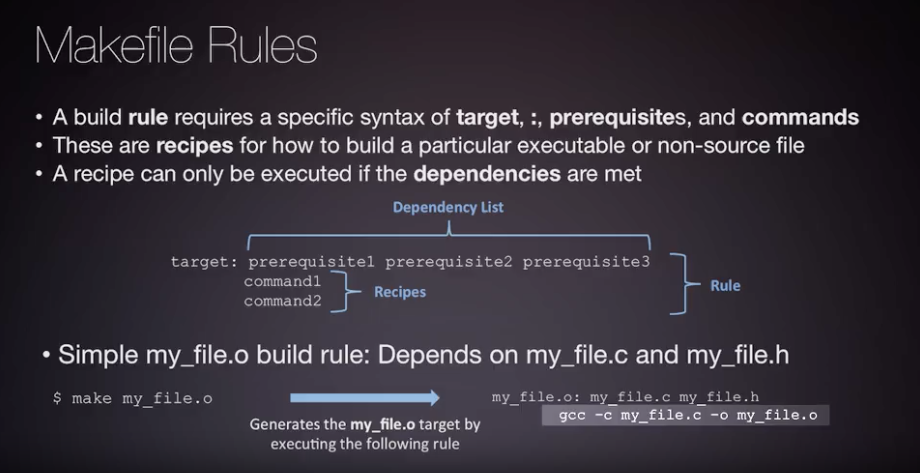 Makefile Rules
• A build rule requires a specific syntax of target, :, prerequisites, and commands
• These are recipes for how to build a particular executable or non-source file
• A recipe can only be executed if the dependencies are met
Dependency List
target: prerequisite1 prerequisite2 prerequisite3
command1
command2
Recipes
Rule
• Simple my_file.o build rule: Depends on my_file.c and my_file.h
$ make my_file.o
Generates the my_file.o target by
executing the following rule
my_file.o: my_file.c my_file.h
gcc -c my_file.c -o my_file.o